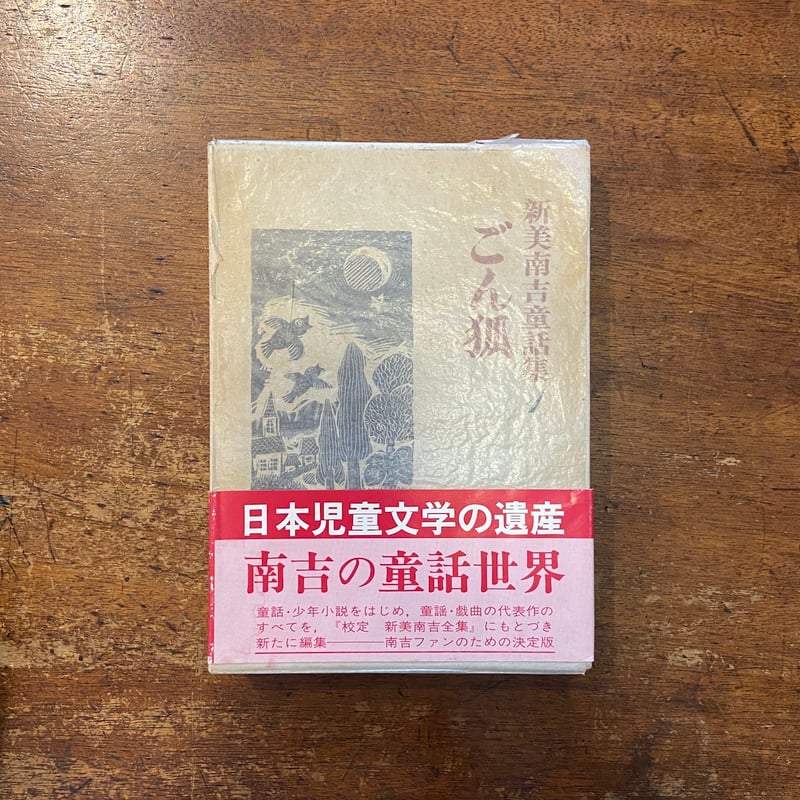 新美南吉童話集 1
ごん狐
日本児童文学の遺産
南吉の童話世界
童話・少年小説をはじめ，童謡・戯曲の代表作の
すべてを，『校定　新美南吉全集』にもとづき
新たに編集———南吉ファンのための決定版